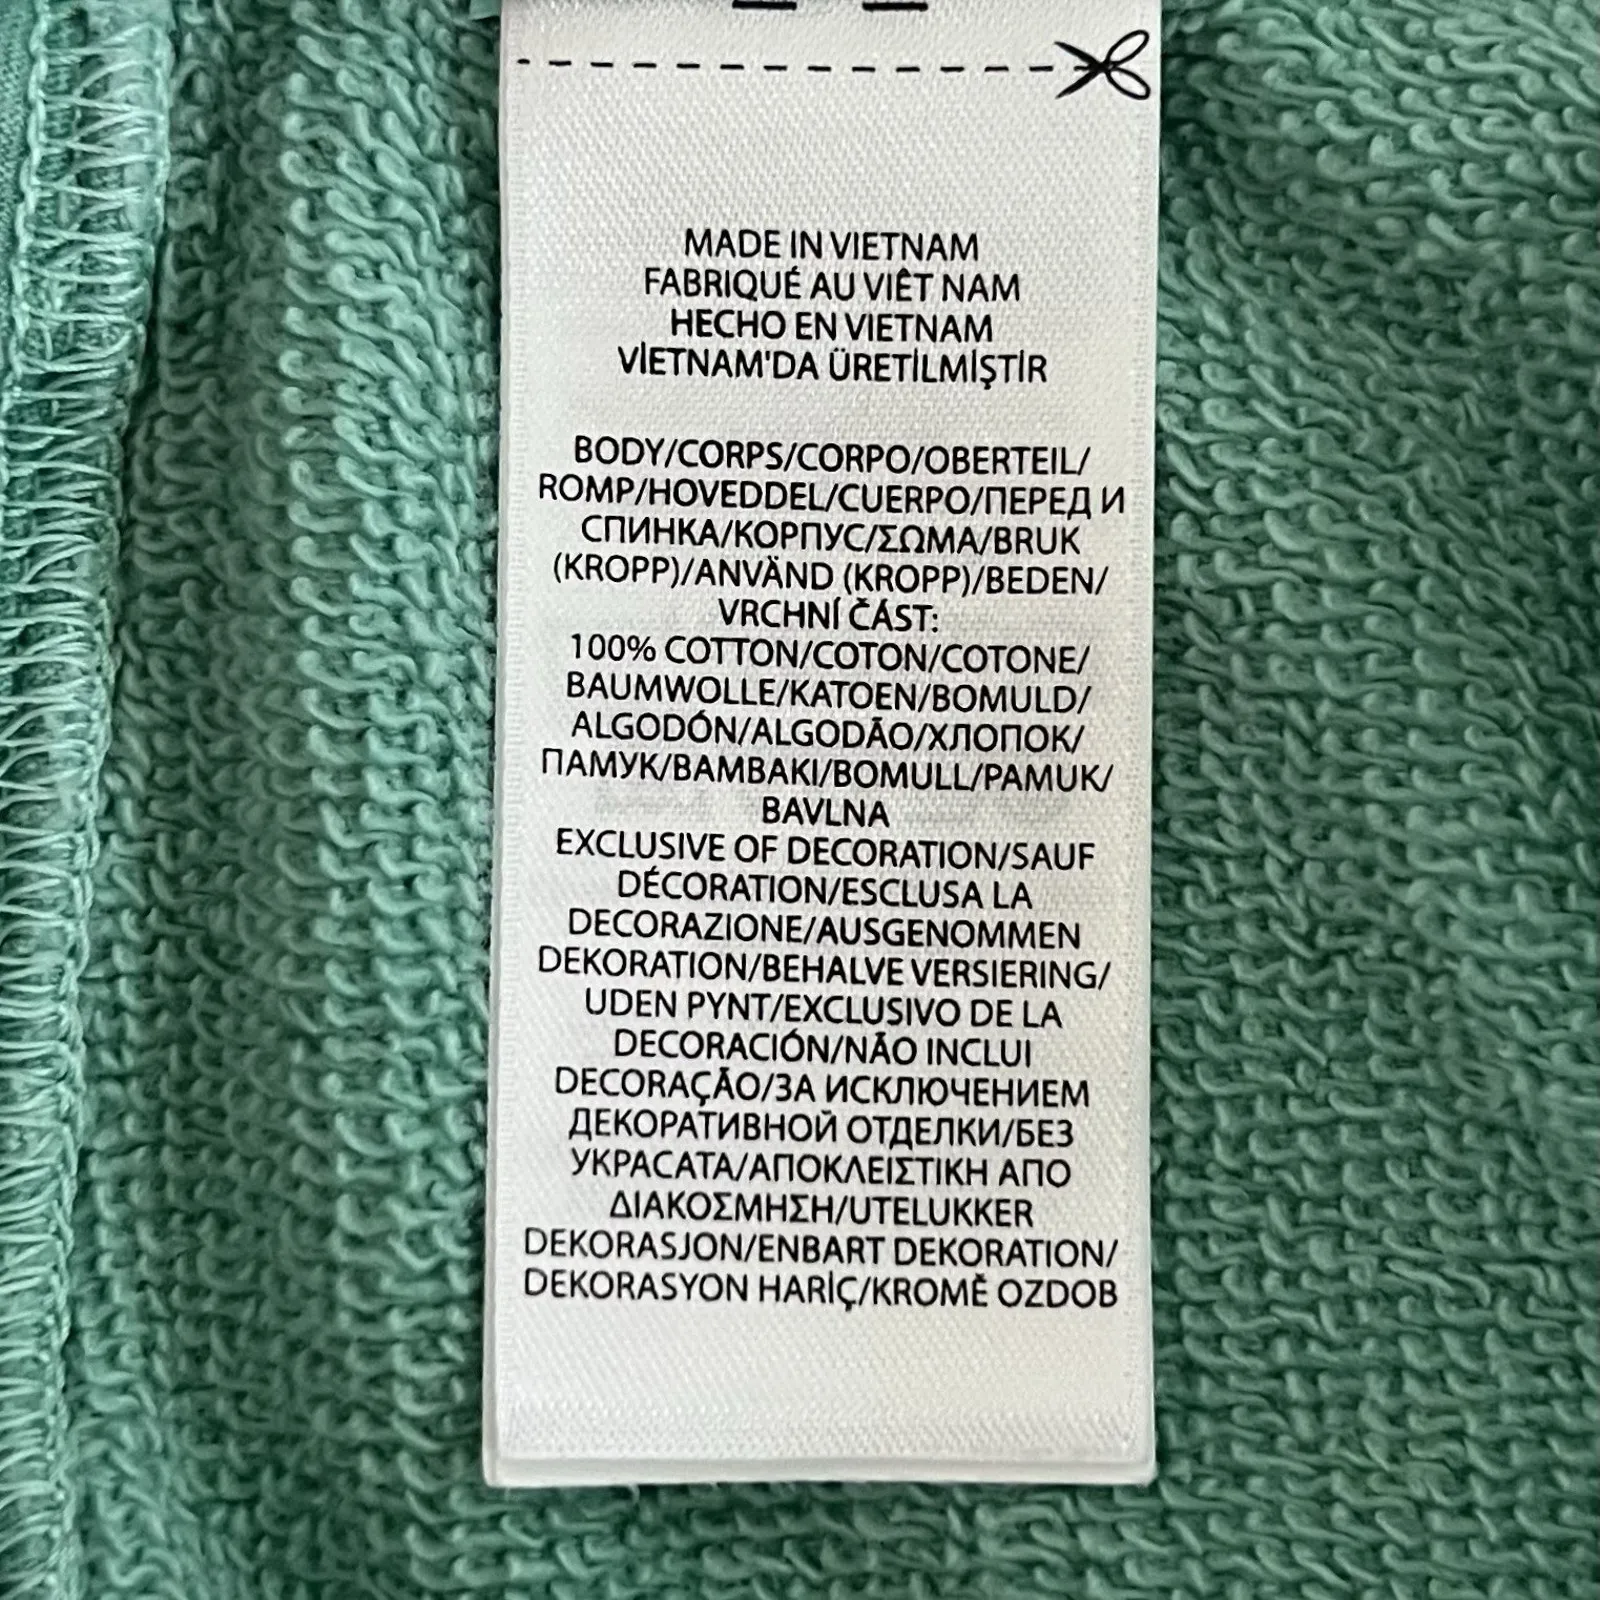 MADE IN VIETNAM
FABRIQUÉ AU VIÊT NAM
HECHO EN VIETNAM
VİETNAM'DA ÜRETİLMİŞTİR
BODY/CORPS/CORPO/OBERTEIL/
ROMP/HOVEDDEL/CUERPO/ПЕРЕД И
СПИНКА/КОРПУС/ΣΩΜΑ/BRUK
(KROPP)/ANVÄND (KROPP)/BEDEN/
VRCHNÍ ČÁST:
100% COTTON/COTON/COTONE/
BAUMWOLLE/KATOEN/BOMULD/
ALGODÓN/ALGODÃO/ХЛОПОК/
ПАМУК/ΒΑΜΒΑΚΙ/BOMULL/PAMUK/
BAVLNA
EXCLUSIVE OF DECORATION/SAUF
DÉCORATION/ESCLUSA LA
DECORAZIONE/AUSGENOMMEN
DEKORATION/BEHALVE VERSIERING/
UDEN PYNT/EXCLUSIVO DE LA
DECORACIÓN/NÃO INCLUI
DECORAÇÃO/ЗА ИСКЛЮЧЕНИЕМ
ДЕКОРАТИВНОЙ ОТДЕЛКИ/БЕЗ
УКРАСАТА/ΑΠΟΚΛΕΙΣΤΙΚΗ ΑΠΟ
ΔΙΑΚΟΣΜΗΣΗ/UTELUKKER
DEKORASJON/ENBART DEKORATION/
DEKORASYON HARİÇ/KROMĚ OZDOB